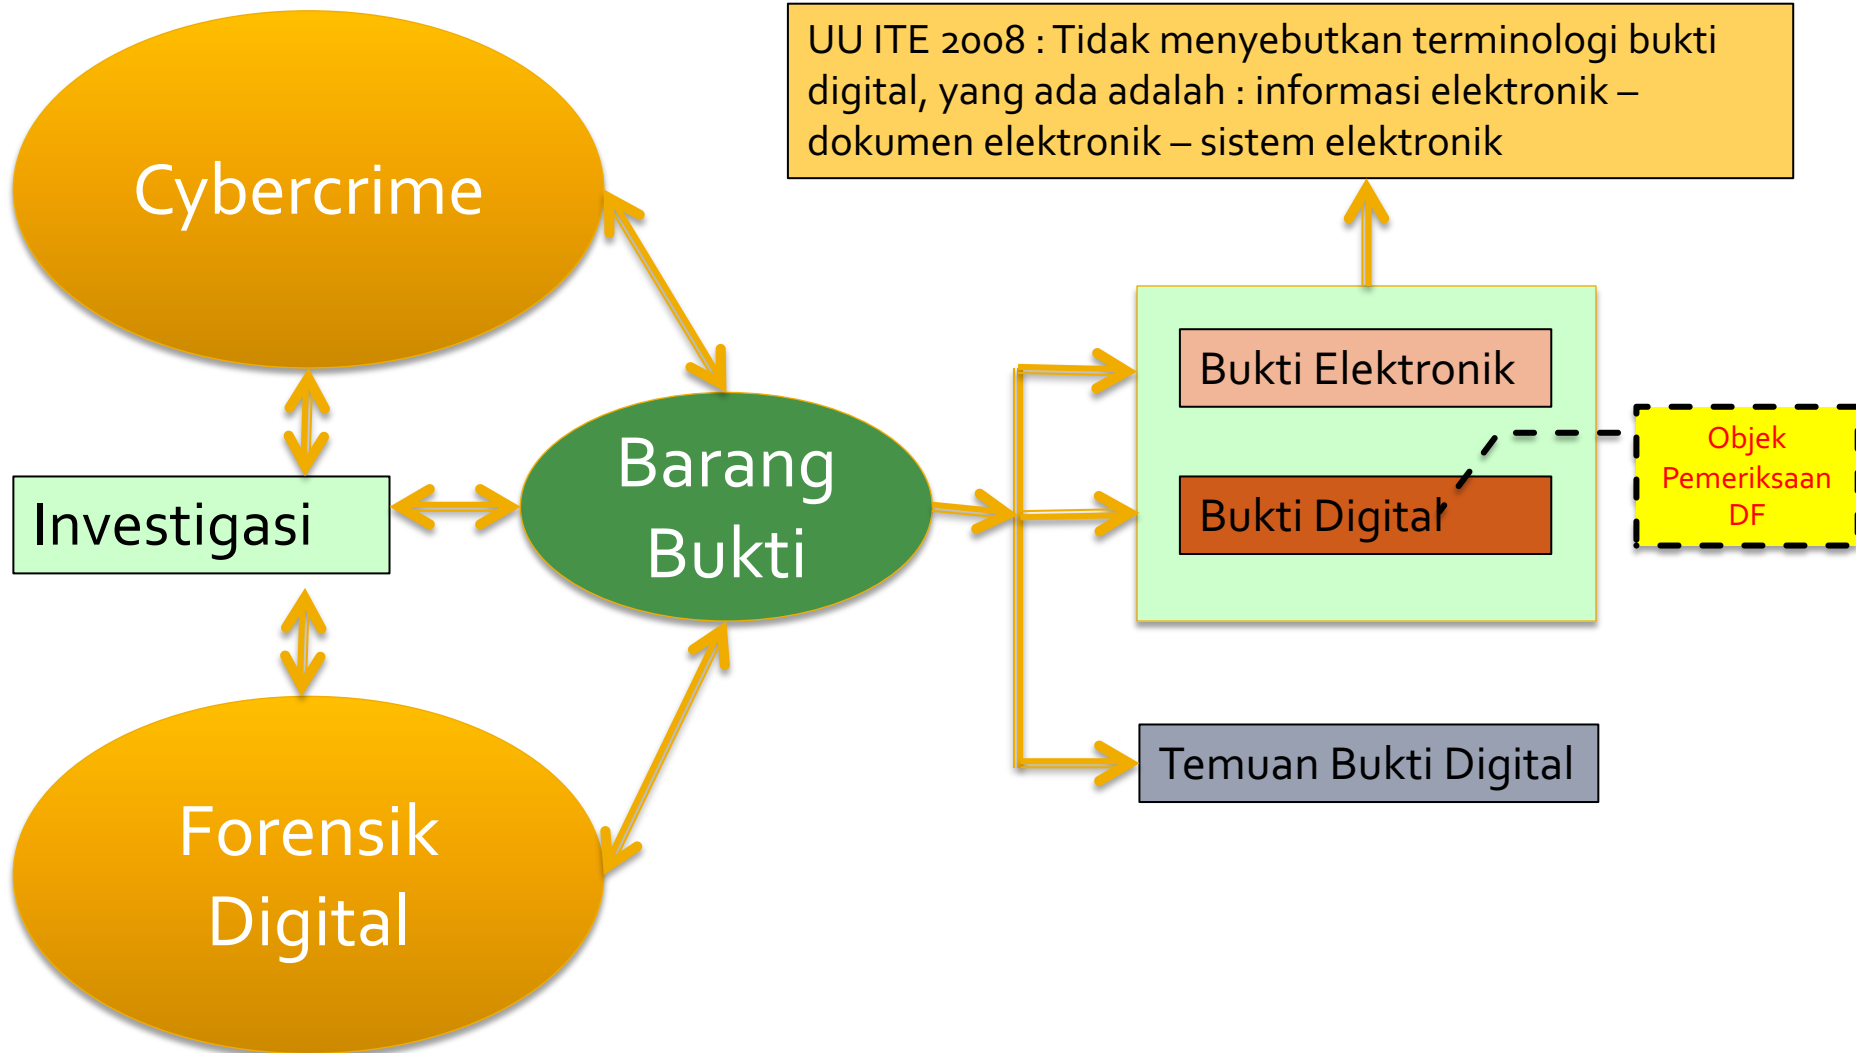 UU ITE 2008 : Tidak menyebutkan terminologi bukti
digital, yang ada adalah : informasi elektronik –
dokumen elektronik – sistem elektronik
Cybercrime
Bukti Elektronik
Barang
Bukti
Objek
Pemeriksaan
DF
Investigasi
Bukti Digital
Temuan Bukti Digital
Forensik
Digital